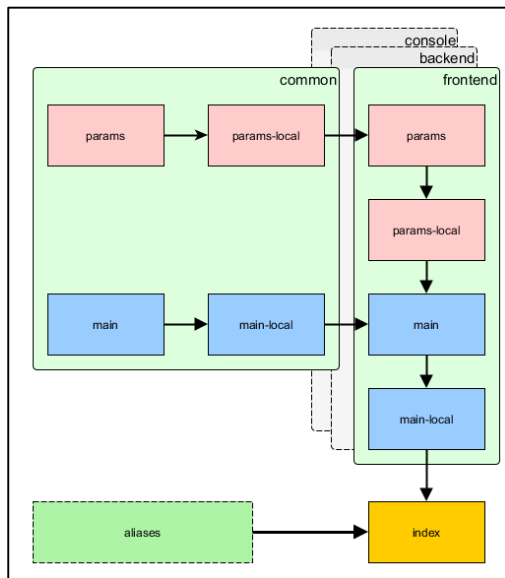 console
backend
common
frontend
params
params-local
params
params-local
main
main-local
main
main-local
aliases
index